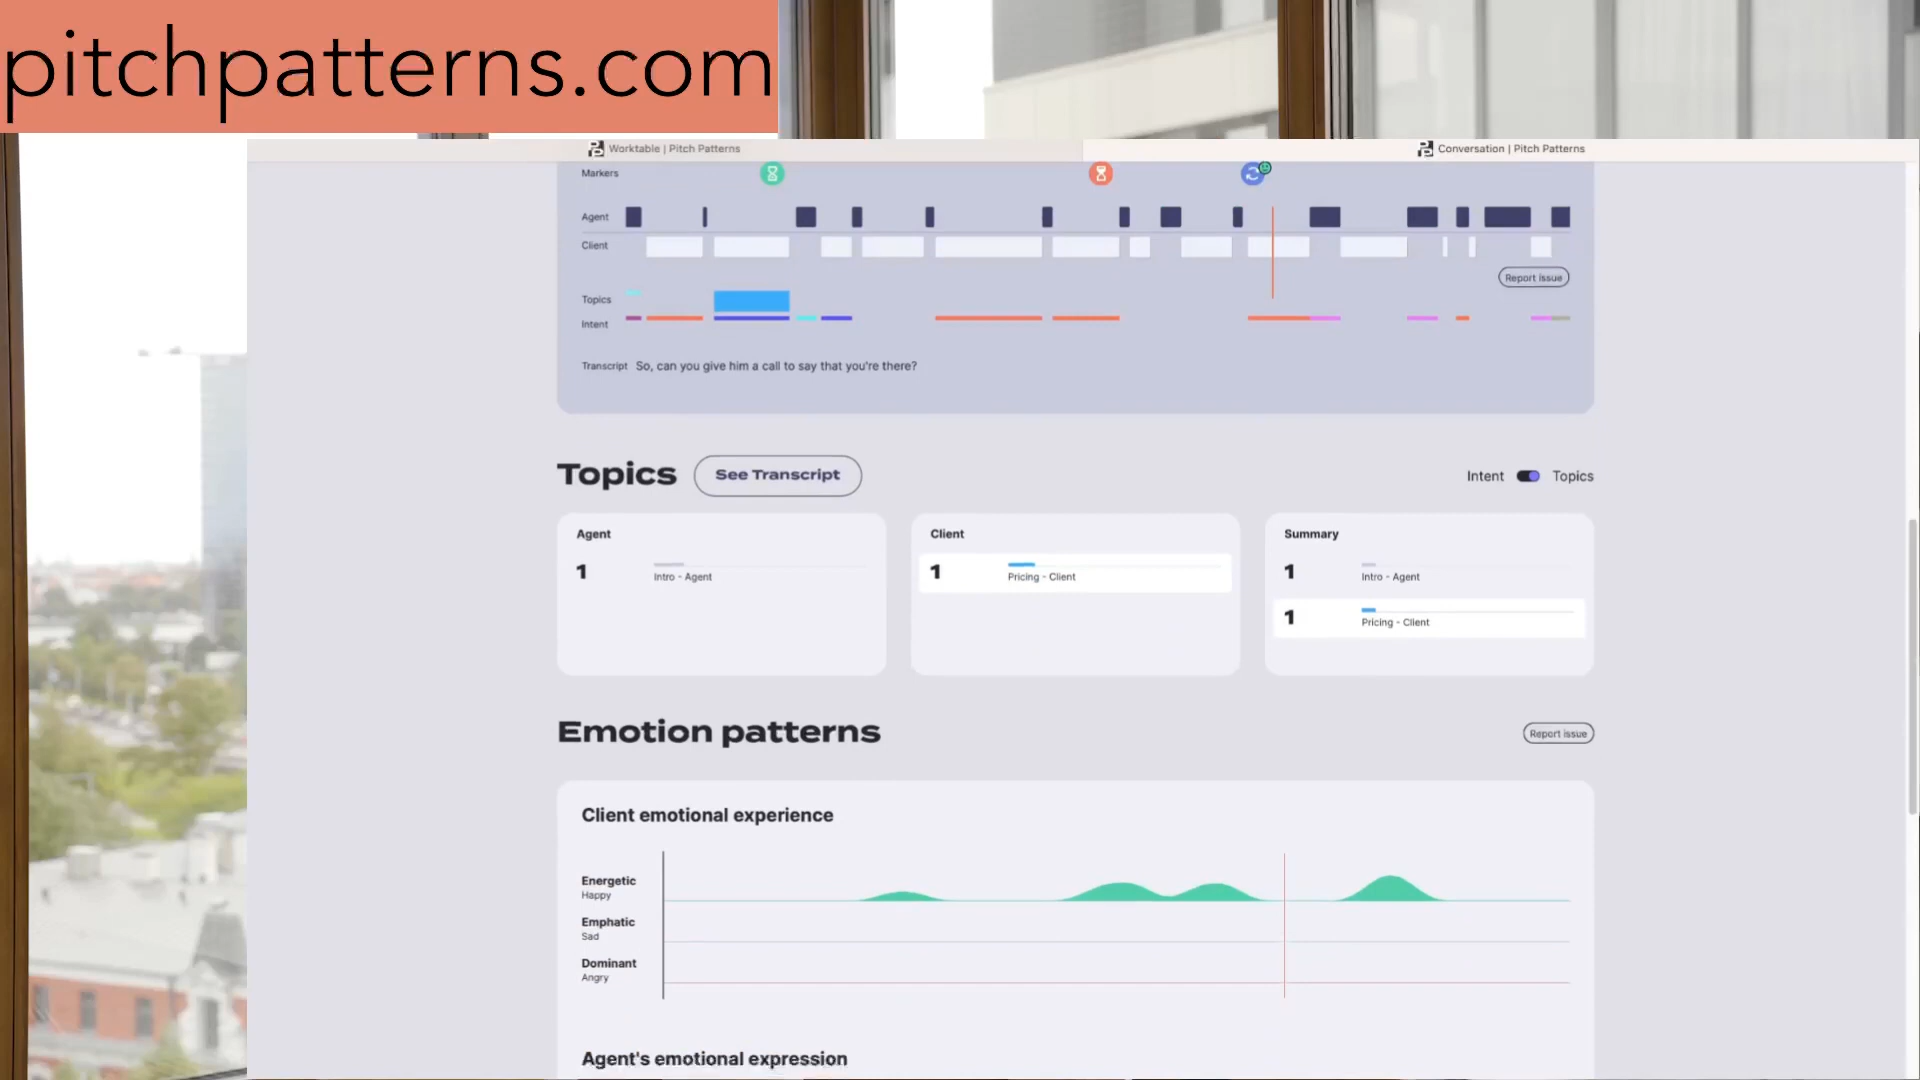 pitchpatterns.com
Worktable | Pitch Patterns
Conversation | Pitch Patterns
Markers
Agent
Client
Report issue
Topics
Intent
Transcript So, can you give him a call to say that you're there?
Topics
See Transcript
Intent Topics
Agent
1 Intro - Agent
Client
1 Pricing - Client
Summary
1 Intro - Agent
1 Pricing - Client
Emotion patterns
Report issue
Client emotional experience
Energetic
Happy
Emphatic
Sad
Dominant
Angry
Agent's emotional expression